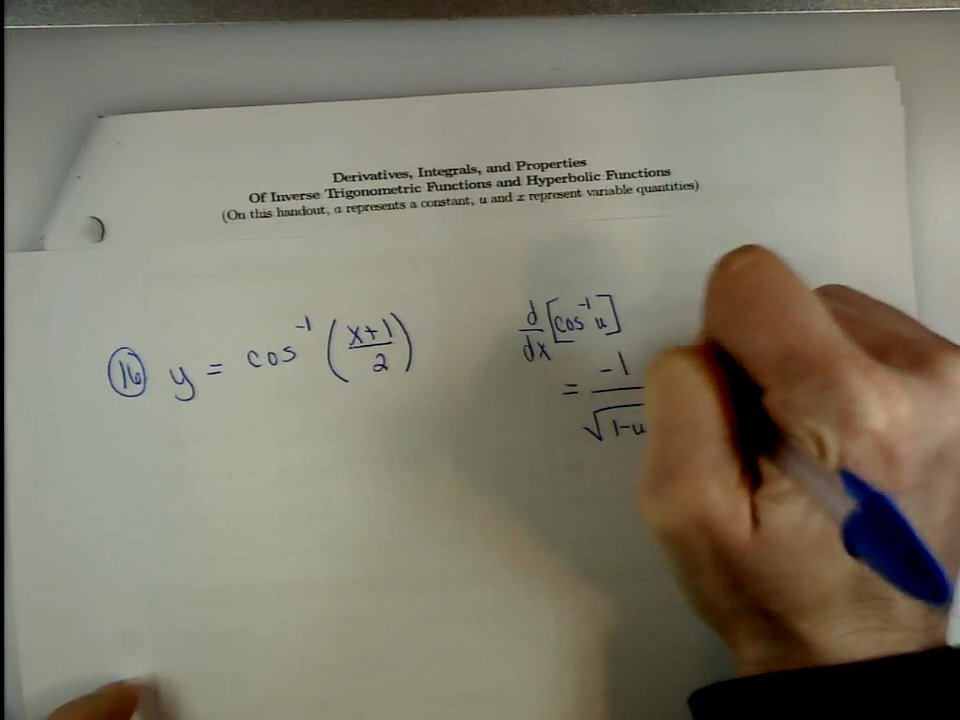 Derivatives, Integrals, and Properties
Of Inverse Trigonometric Functions and Hyperbolic Functions
(On this handout, a represents a constant, u and x represent variable quantities)
⑯ y = cos⁻¹ (x+1/2)
d/dx [cos⁻¹ u]
= -1/√1-u